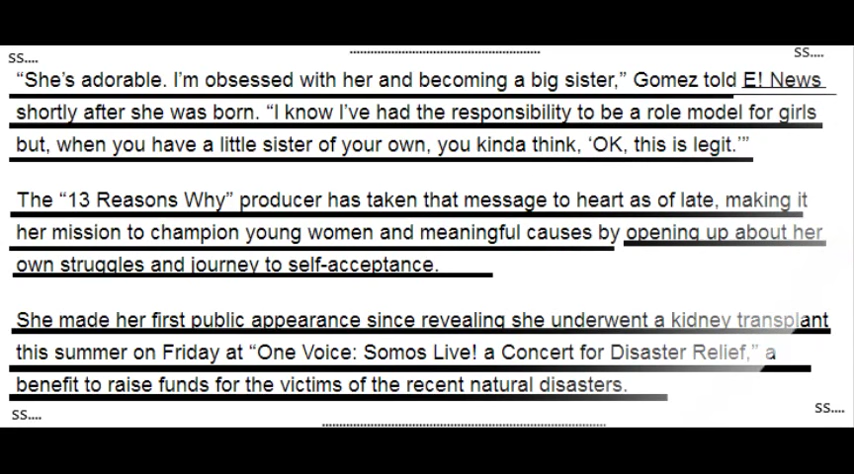 ss....
ss....
“She’s adorable. I’m obsessed with her and becoming a big sister,” Gomez told E! News
shortly after she was born. “I know I’ve had the responsibility to be a role model for girls
but, when you have a little sister of your own, you kinda think, ‘OK, this is legit.’”
The “13 Reasons Why” producer has taken that message to heart as of late, making it
her mission to champion young women and meaningful causes by opening up about her
own struggles and journey to self-acceptance.
She made her first public appearance since revealing she underwent a kidney transplant
this summer on Friday at “One Voice: Somos Live! a Concert for Disaster Relief,” a
benefit to raise funds for the victims of the recent natural disasters.
ss....
ss....